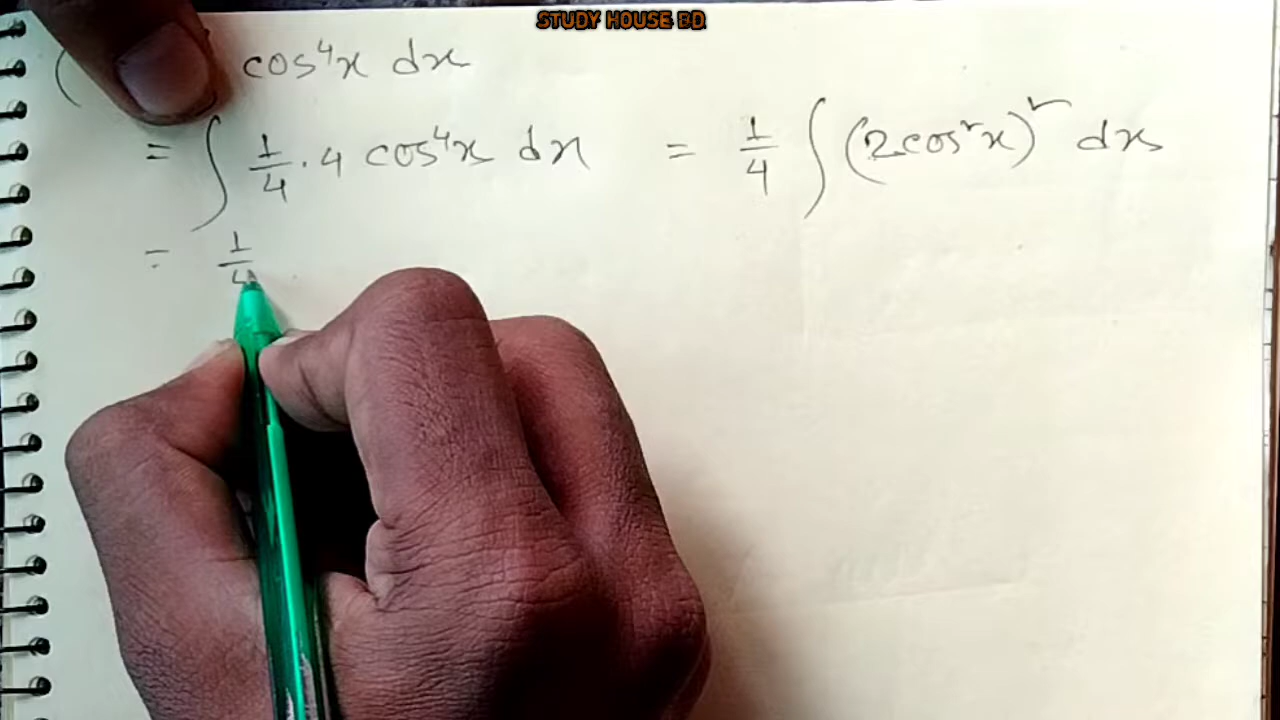 STUDY HOUSE BD
( cos⁴x dx
= ∫ 1/4 · 4 cos⁴x dx = 1/4 ∫ (2cos²x)² dx
= 1/4